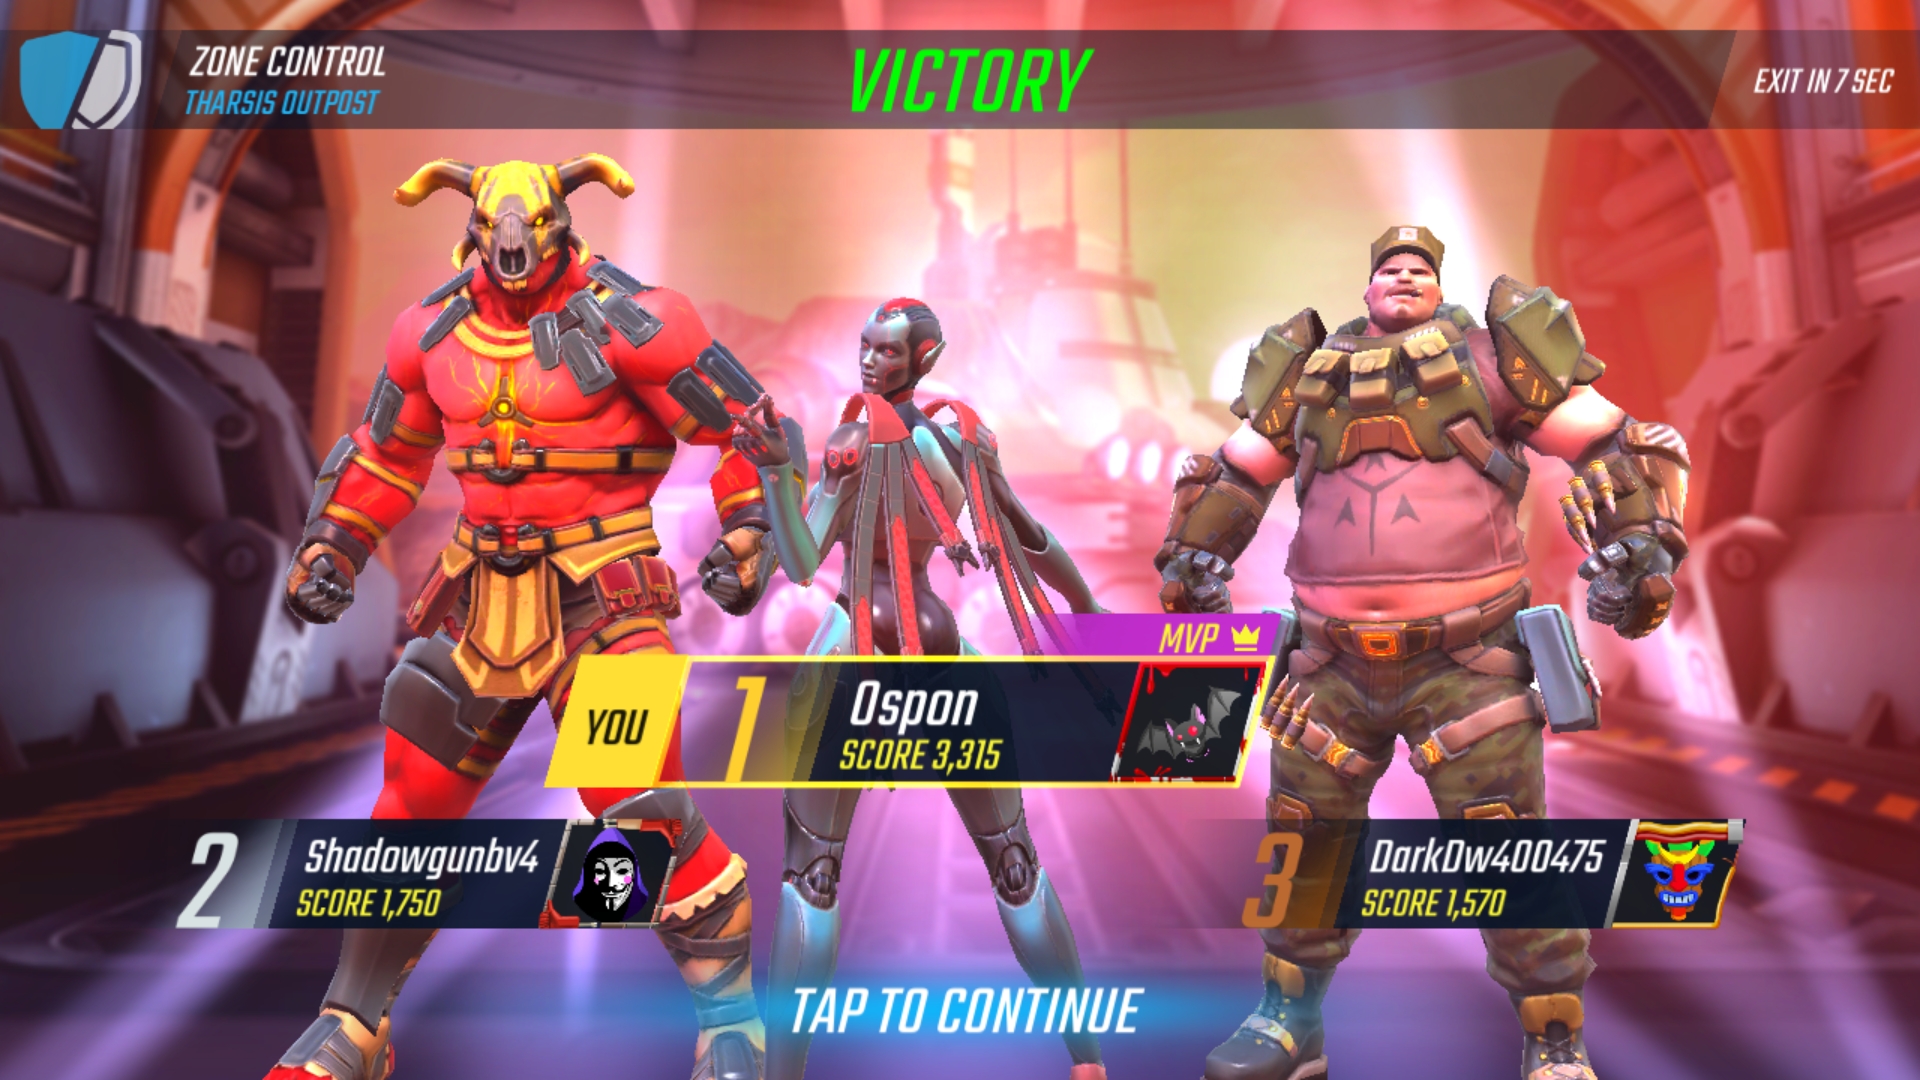 ZONE CONTROL
THARSIS OUTPOST
VICTORY
EXIT IN 7 SEC
MVP
YOU
1
Ospon
SCORE 3,315
2
Shadowgunbv4
SCORE 1,750
3
DarkDw400475
SCORE 1,570
TAP TO CONTINUE